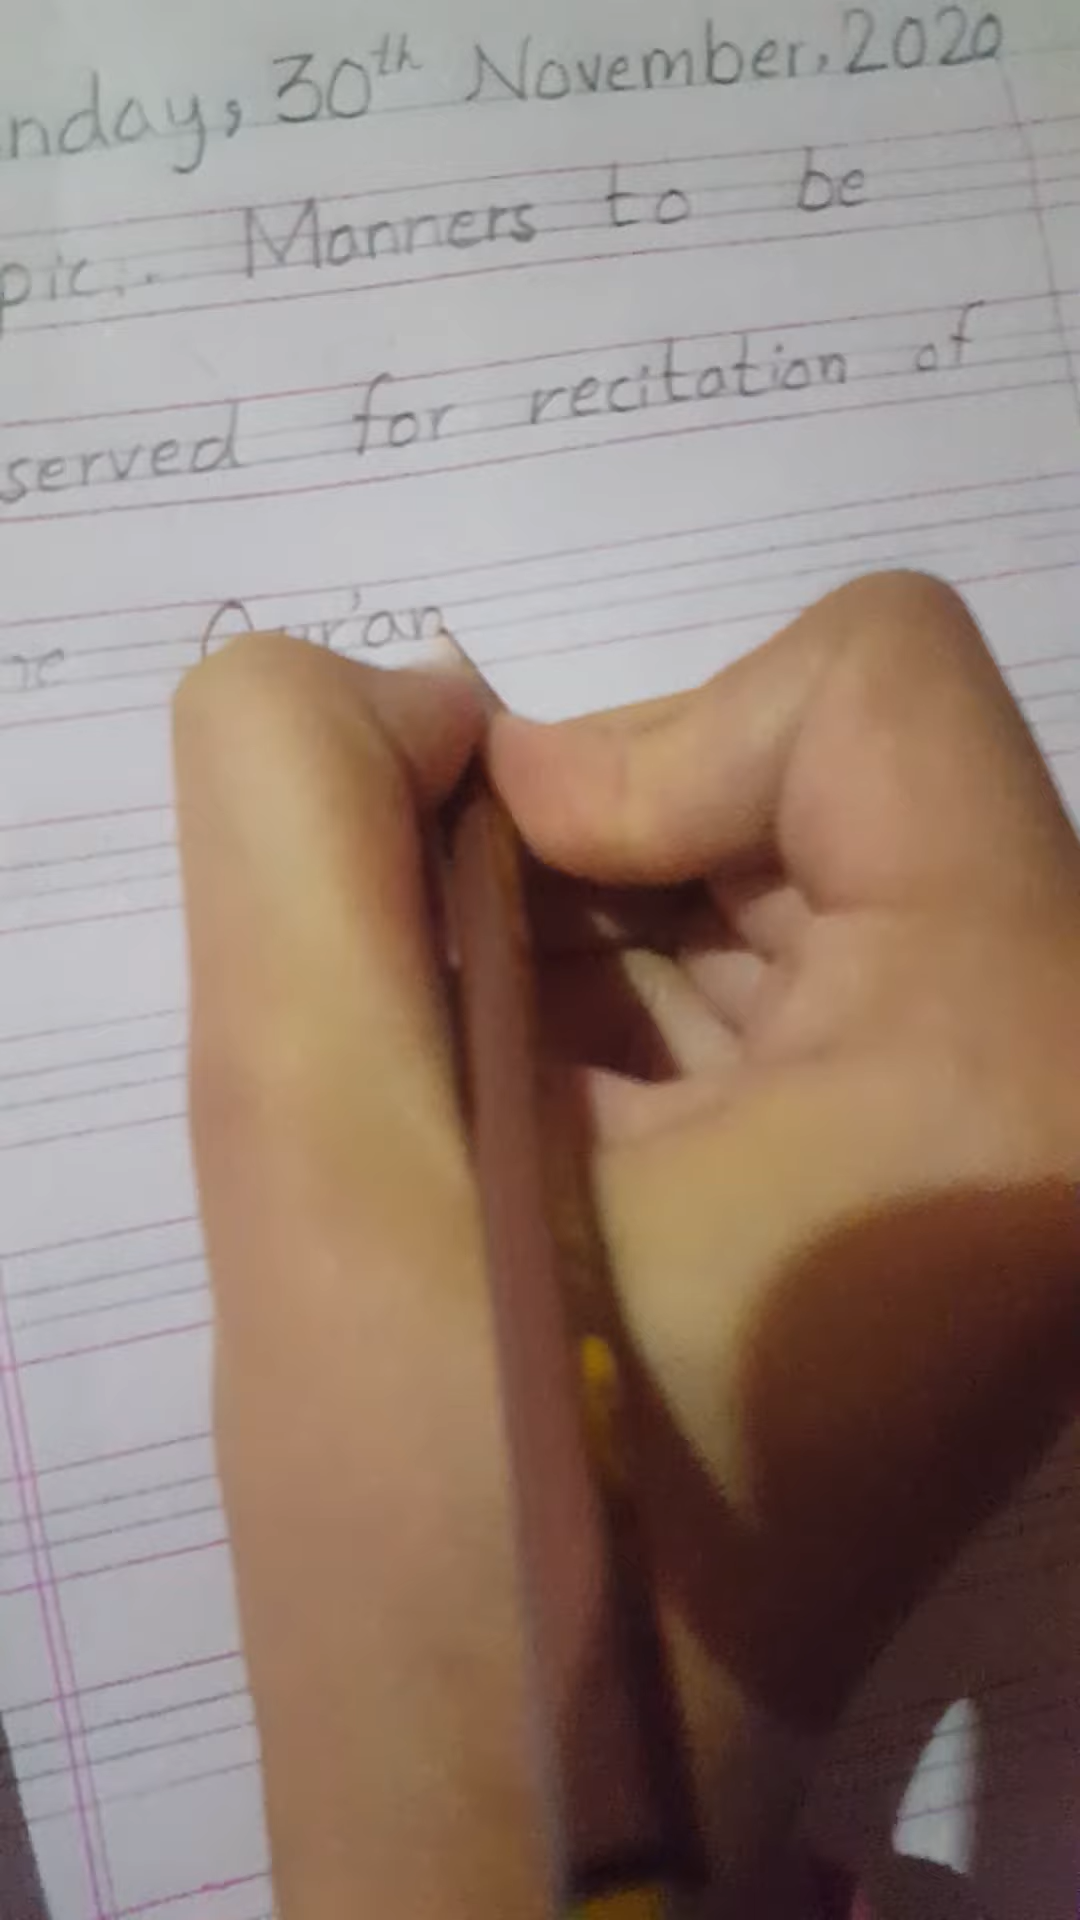 nday, 30th November, 2020
pic:- Manners to be
served for recitation of
Qur'an